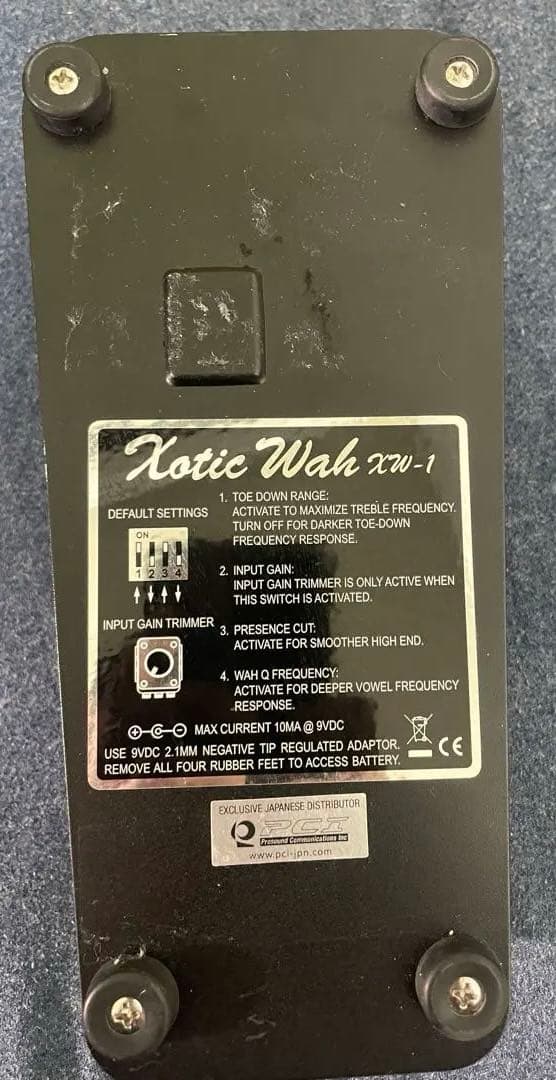 Xotic Wah XW-1
DEFAULT SETTINGS
ON
1 2 3 4
INPUT GAIN TRIMMER
1. TOE DOWN RANGE:
ACTIVATE TO MAXIMIZE TREBLE FREQUENCY.
TURN OFF FOR DARKER TOE-DOWN
FREQUENCY RESPONSE.
2. INPUT GAIN:
INPUT GAIN TRIMMER IS ONLY ACTIVE WHEN
THIS SWITCH IS ACTIVATED.
3. PRESENCE CUT:
ACTIVATE FOR SMOOTHER HIGH END.
4. WAH Q FREQUENCY:
ACTIVATE FOR DEEPER VOWEL FREQUENCY
RESPONSE.
MAX CURRENT 10MA @ 9VDC
USE 9VDC 2.1MM NEGATIVE TIP REGULATED ADAPTOR.
REMOVE ALL FOUR RUBBER FEET TO ACCESS BATTERY.
CE
EXCLUSIVE JAPANESE DISTRIBUTOR
PCI
Prosound Communications Inc
www.pci-jpn.com